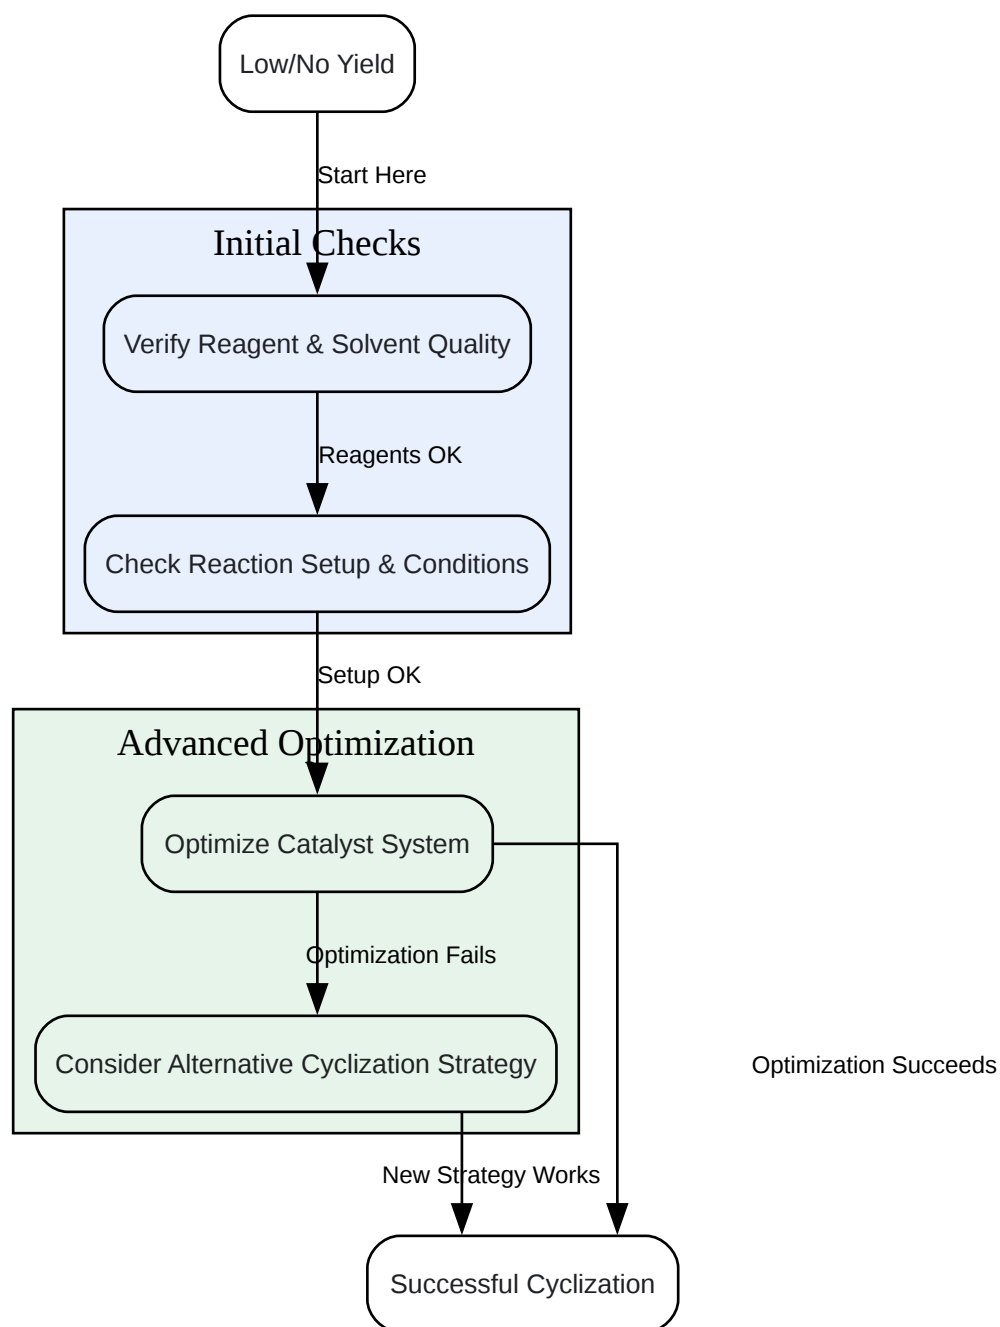 Low/No Yield
Start Here
Initial Checks
Verify Reagent & Solvent Quality
Reagents OK
Check Reaction Setup & Conditions
Setup OK
Advanced Optimization
Optimize Catalyst System
Optimization Fails
Consider Alternative Cyclization Strategy
Optimization Succeeds
New Strategy Works
Successful Cyclization